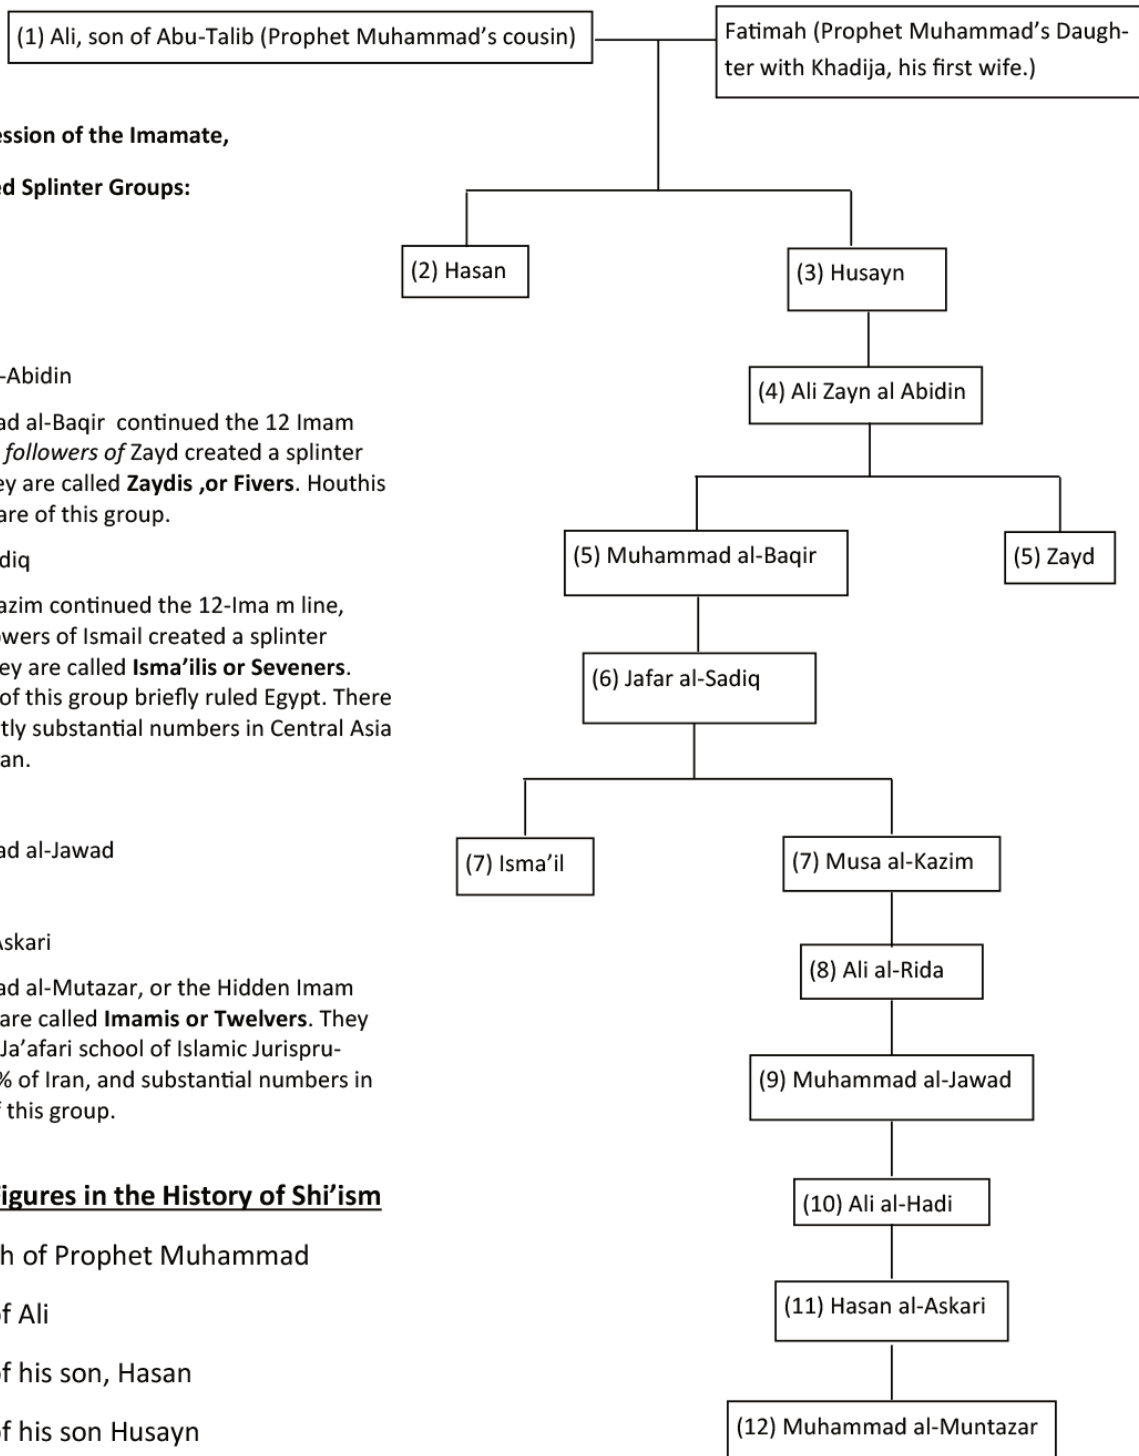 (1) Ali, son of Abu-Talib (Prophet Muhammad's cousin)
Fatimah (Prophet Muhammad's Daugh-
ter with Khadija, his first wife.)
ession of the Imamate,
ed Splinter Groups:
(2) Hasan
(3) Husayn
-Abidin
(4) Ali Zayn al Abidin
ad al-Baqir  continued the 12 Imam
followers of Zayd created a splinter
ey are called Zaydis ,or Fivers. Houthis
are of this group.
(5) Muhammad al-Baqir
(5) Zayd
diq
azim continued the 12-Ima m line,
owers of Ismail created a splinter
ey are called Isma'ilis or Seveners.
of this group briefly ruled Egypt. There
tly substantial numbers in Central Asia
an.
(6) Jafar al-Sadiq
ad al-Jawad
(7) Isma'il
(7) Musa al-Kazim
Askari
(8) Ali al-Rida
ad al-Mutazar, or the Hidden Imam
are called Imamis or Twelvers. They
Ja'afari school of Islamic Jurispru-
% of Iran, and substantial numbers in
f this group.
(9) Muhammad al-Jawad
Figures in the History of Shi'ism
(10) Ali al-Hadi
h of Prophet Muhammad
of Ali
(11) Hasan al-Askari
of his son, Hasan
of his son Husayn
(12) Muhammad al-Muntazar